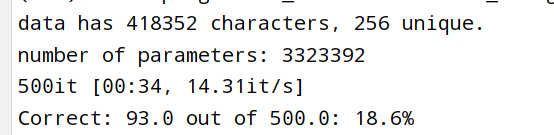 data has 418352 characters, 256 unique.
number of parameters: 3323392
500it [00:34, 14.31it/s]
Correct: 93.0 out of 500.0: 18.6%